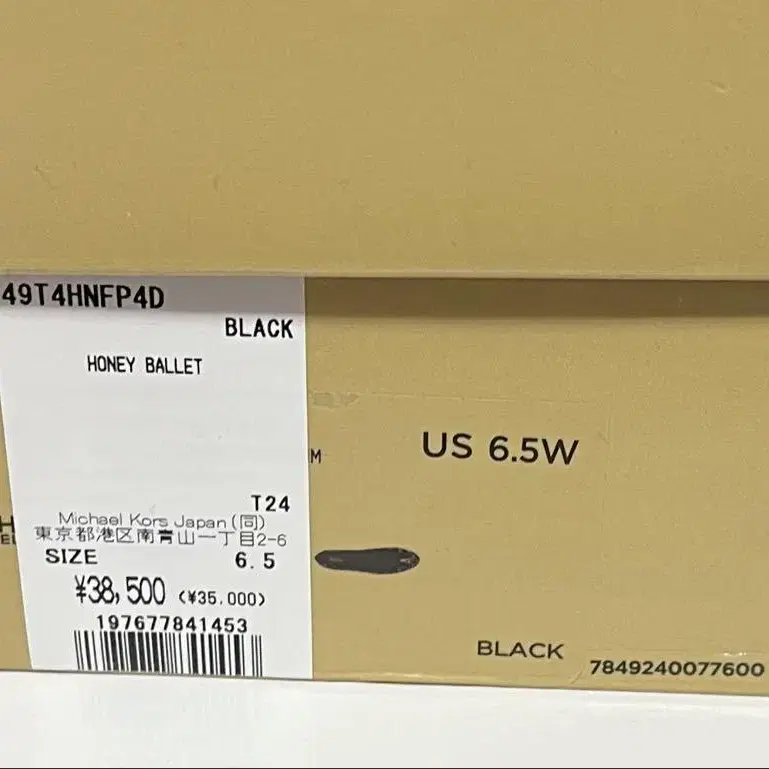 49T4HNFP4D
BLACK
HONEY BALLET
M
US 6.5W
T24
Michael Kors Japan(同)
東京都港区南青山一丁目2-6
SIZE 6.5
¥38,500 (¥35.000)
197677841453
BLACK
7849240077600